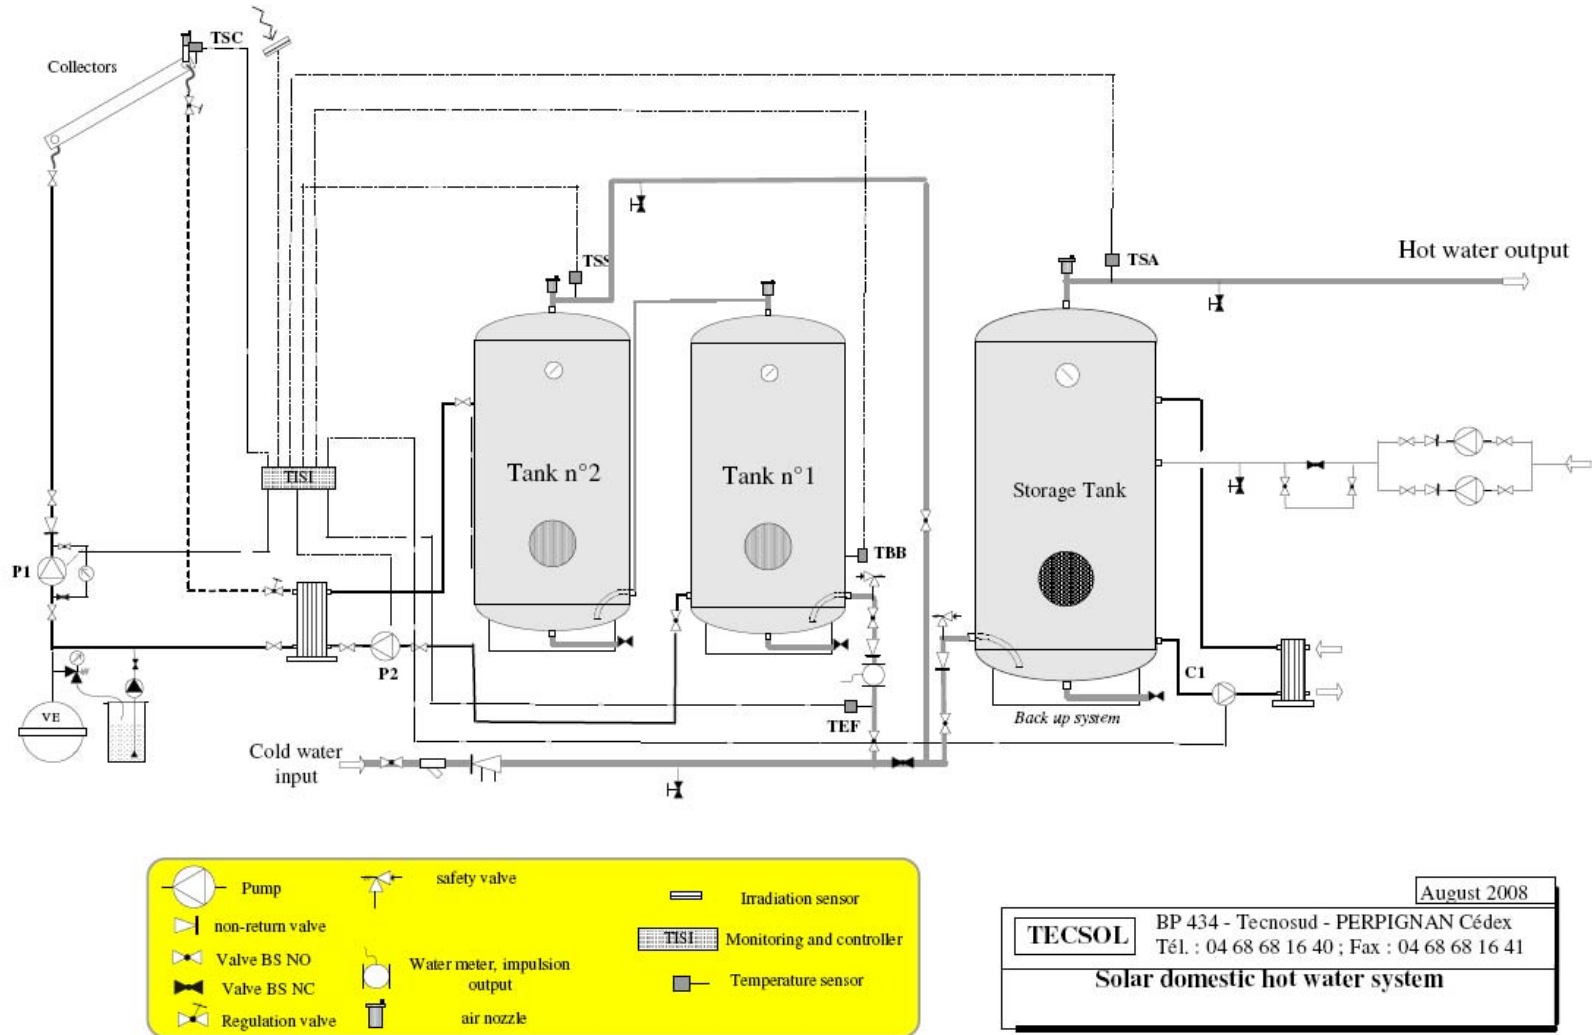 TSC
Collectors
TSS
TSA
Hot water output
TISI
Tank n°2
Tank n°1
Storage Tank
TBB
P1
P2
C1
VE
TEF
Back up system
Cold water
input
Pump
safety valve
Irradiation sensor
non-return valve
TISI
Monitoring and controller
Valve BS NO
Water meter, impulsion
output
Temperature sensor
Valve BS NC
Regulation valve
air nozzle
August 2008
TECSOL
BP 434 - Tecnosud - PERPIGNAN Cédex
Tél. : 04 68 68 16 40 ; Fax : 04 68 68 16 41
Solar domestic hot water system